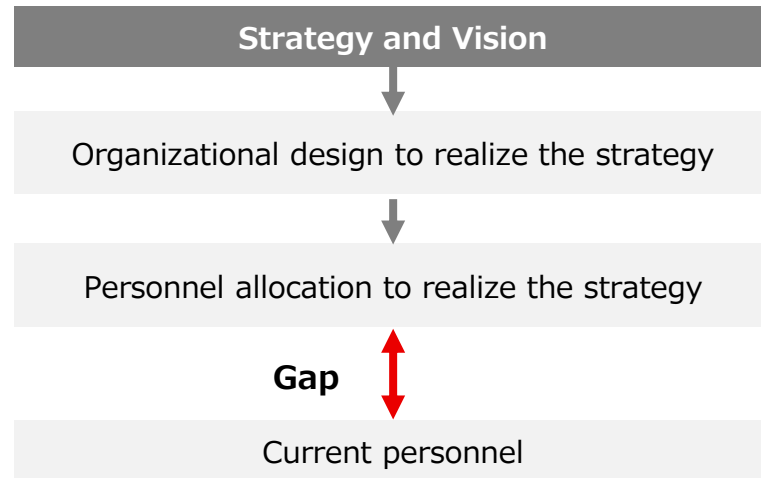 Strategy and Vision
Organizational design to realize the strategy
Personnel allocation to realize the strategy
Gap
Current personnel